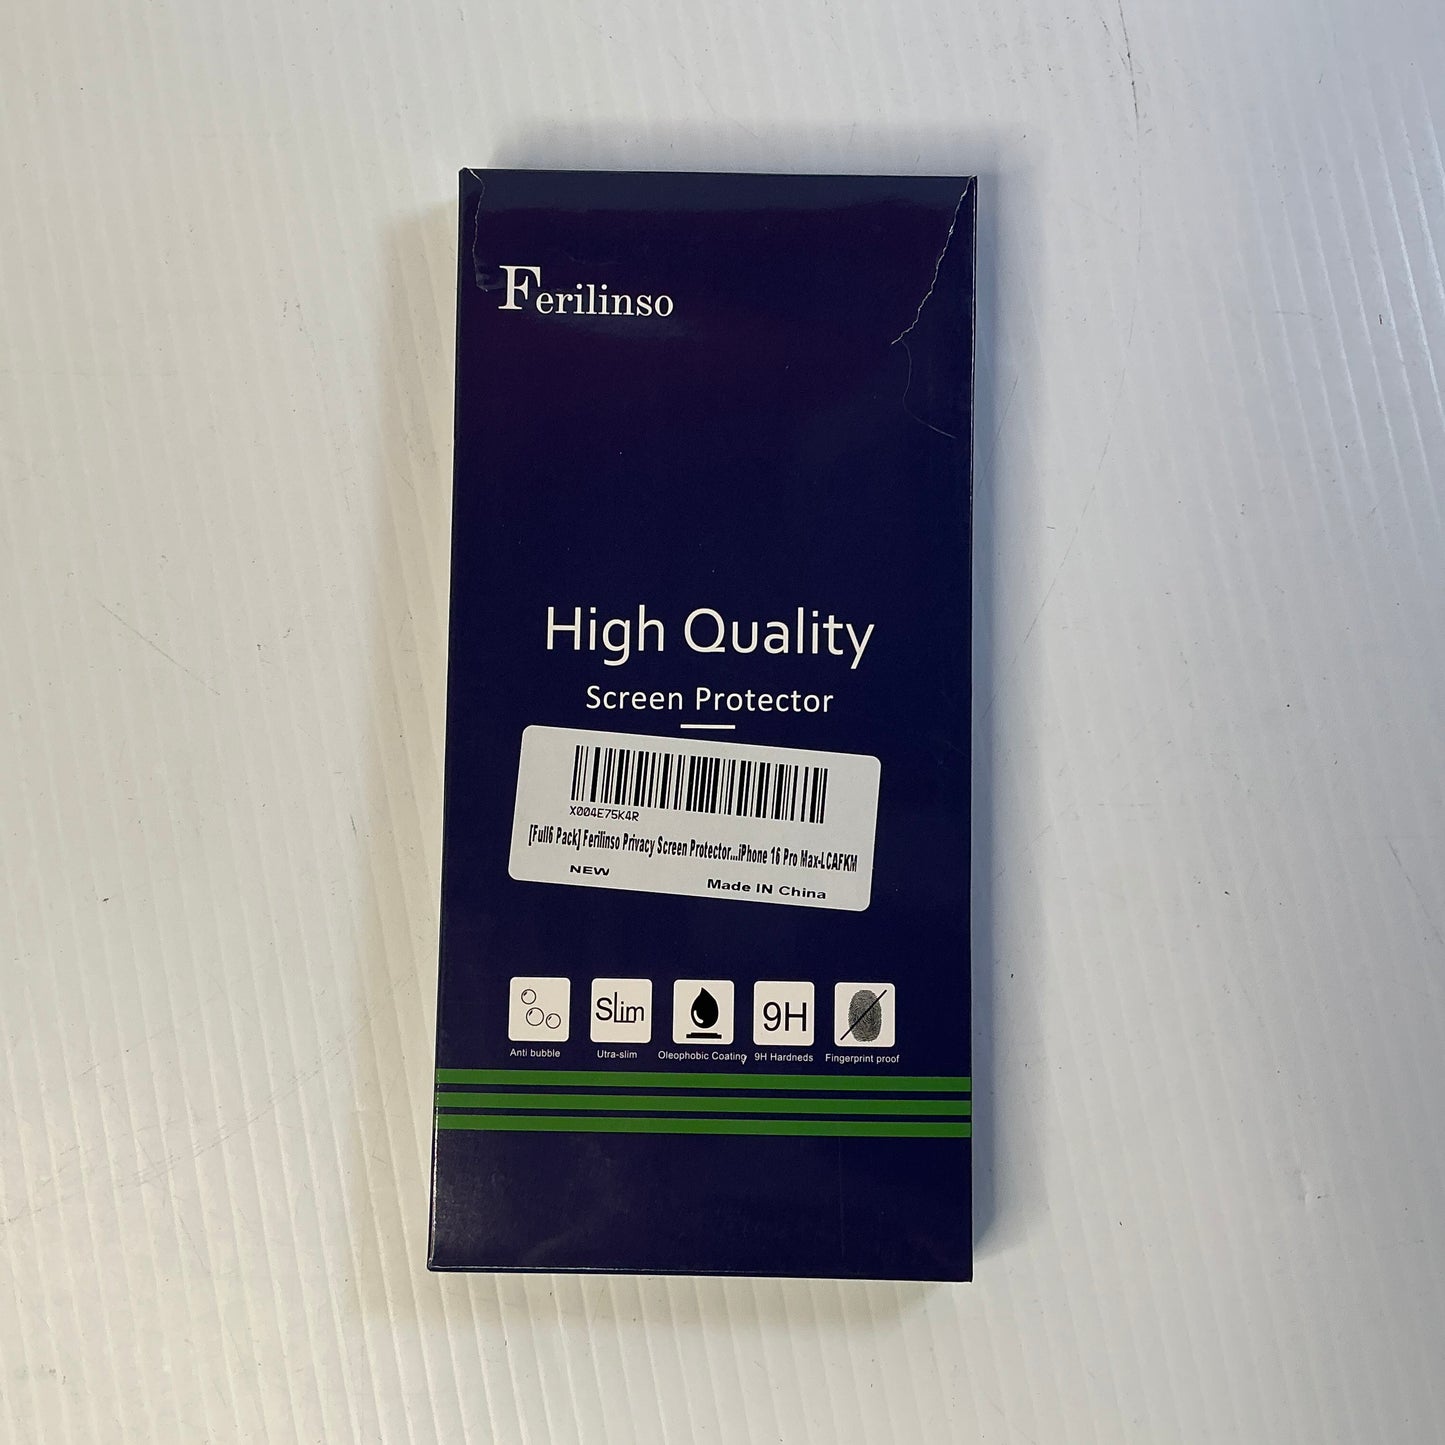 Ferilinso
High Quality
Screen Protector
X004E75K4R
[Full6 Pack] Ferilinso Privacy Screen Protector...iPhone 16 Pro Max-LCAFKM
NEW
Made IN China
Slim
9H
Anti bubble
Utra-slim
Oleophobic Coating
9H Hardneds
Fingerprint proof